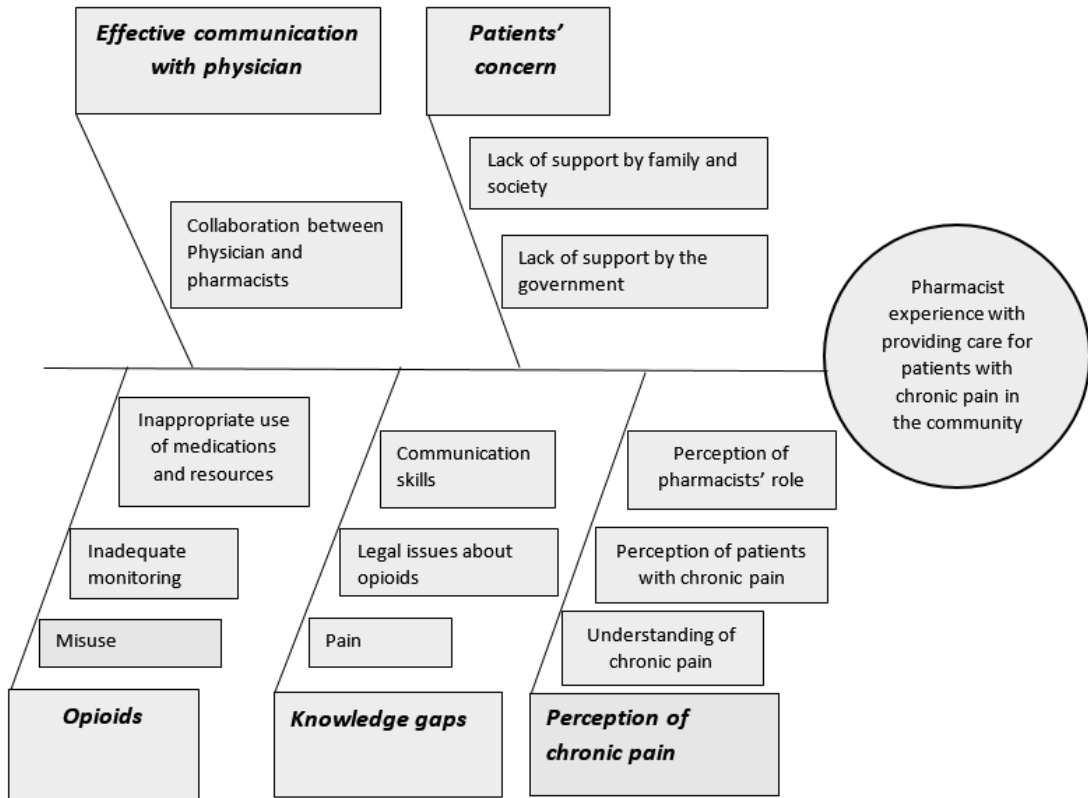 Effective communication
with physician
Patients’
concern
Lack of support by family and
society
Collaboration between
Physician and
pharmacists
Lack of support by the
government
Pharmacist
experience with
providing care for
patients with
chronic pain in
the community
Inappropriate use
of medications
and resources
Communication
skills
Perception of
pharmacists’ role
Inadequate
monitoring
Legal issues about
opioids
Perception of patients
with chronic pain
Misuse
Pain
Understanding of
chronic pain
Opioids
Knowledge gaps
Perception of
chronic pain